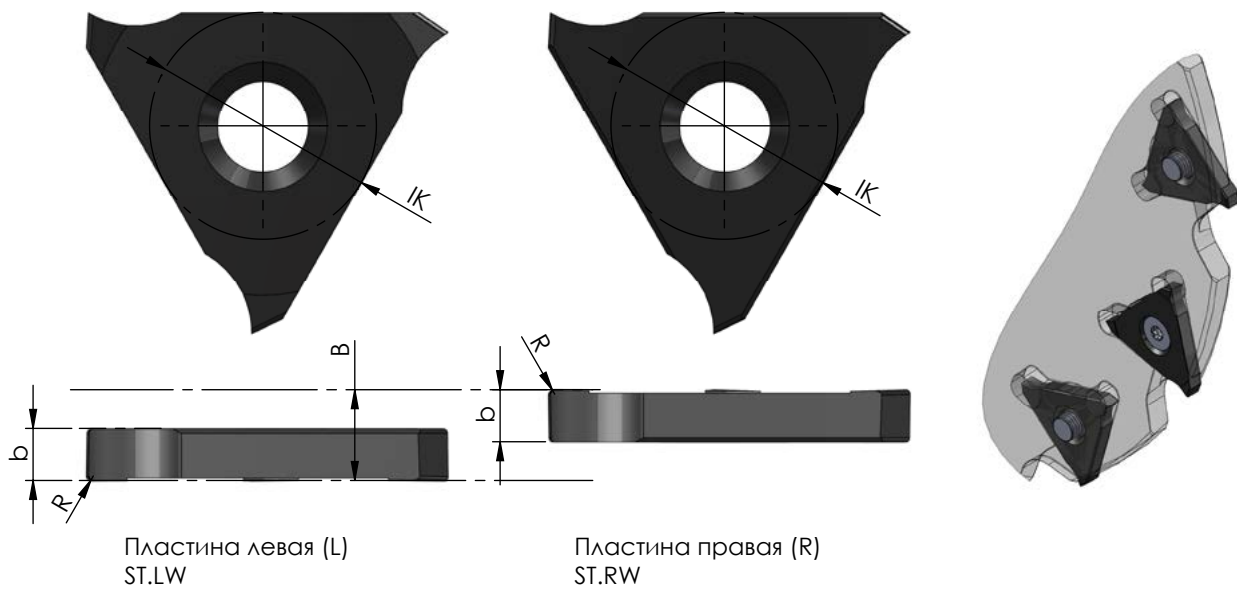 IK
IK
B
R
b
b
R
Пластина левая (L)
ST.LW
Пластина правая (R)
ST.RW